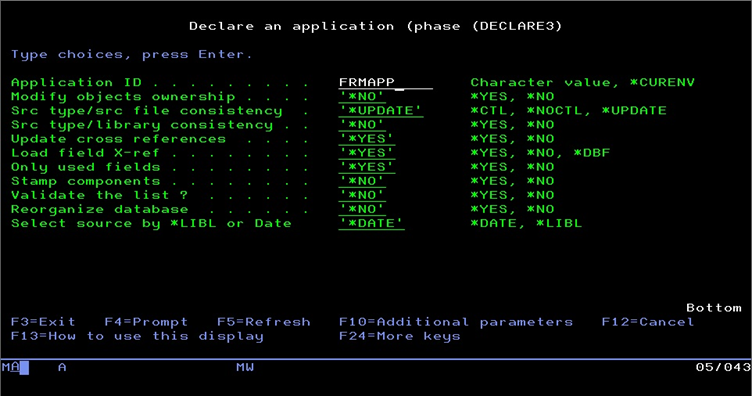 Declare an application (phase (DECLARE3)
Type choices, press Enter.
Application ID . . . . . . . . . FRMAPP Character value, *CURENV
Modify objects ownership . . . . '*NO' *YES, *NO
Src type/src file consistency . '*UPDATE' *CTL, *NOCTL, *UPDATE
Src type/library consistency . . '*NO' *YES, *NO
Update cross references . . . . '*YES' *YES, *NO
Load field X-ref . . . . . . . . '*YES' *YES, *NO, *DBF
Only used fields . . . . . . . . '*YES' *YES, *NO
Stamp components . . . . . . . . '*NO' *YES, *NO
Validate the list ? . . . . . . '*NO' *YES, *NO
Reorganize database . . . . . . '*NO' *YES, *NO
Select source by *LIBL or Date '*DATE' *DATE, *LIBL
Bottom
F3=Exit F4=Prompt F5=Refresh F10=Additional parameters F12=Cancel
F13=How to use this display F24=More keys
MA A MW 05/043